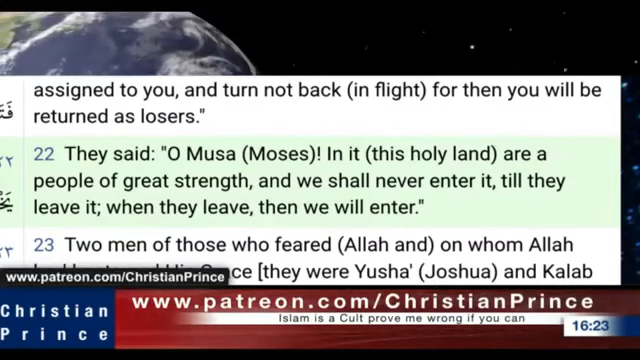 assigned to you, and turn not back (in flight) for then you will be
returned as losers."
٢٢
22 They said: "O Musa (Moses)! In it (this holy land) are a
people of great strength, and we shall never enter it, till they
leave it; when they leave, then we will enter."
٢٣
23 Two men of those who feared (Allah and) on whom Allah
Grace [they were Yusha' (Joshua) and Kalab
www.patreon.com/ChristianPrince
Christian
Prince
www.patreon.com/ChristianPrince
Islam is a Cult prove me wrong if you can
16:23